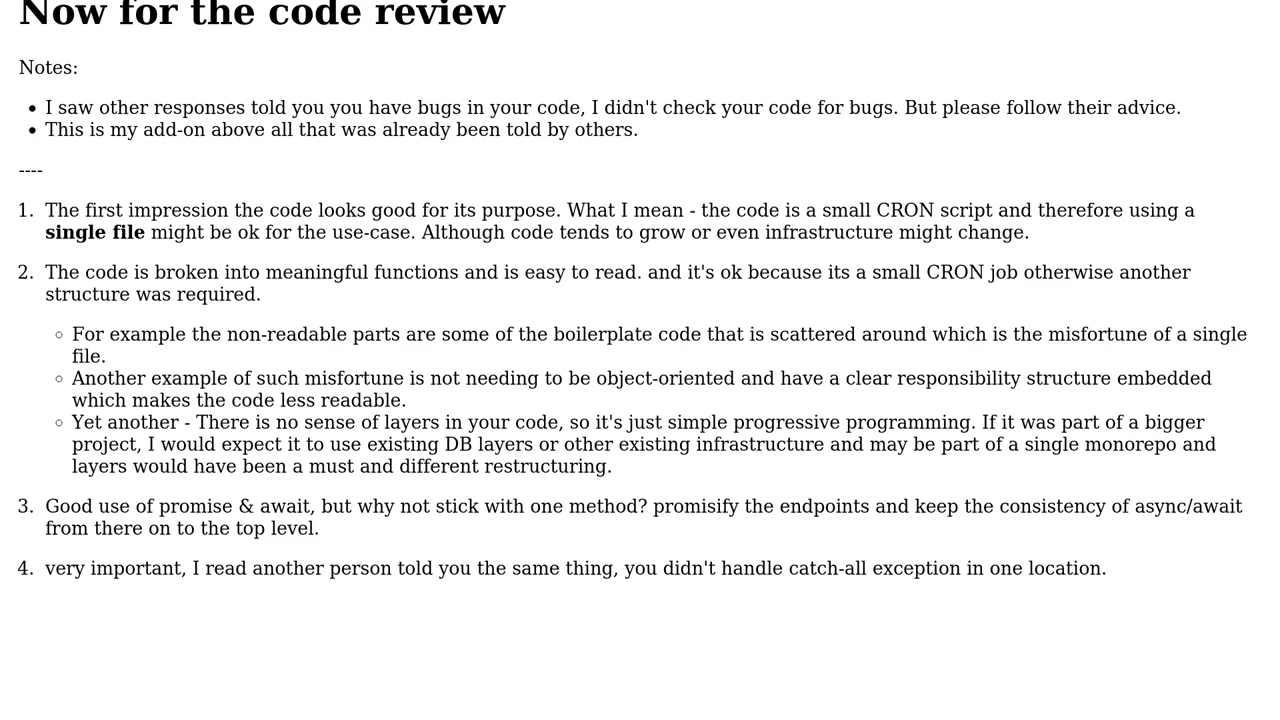 Now for the code review
Notes:
• I saw other responses told you you have bugs in your code, I didn't check your code for bugs. But please follow their advice.
• This is my add-on above all that was already been told by others.
----
1. The first impression the code looks good for its purpose. What I mean - the code is a small CRON script and therefore using a
single file might be ok for the use-case. Although code tends to grow or even infrastructure might change.
2. The code is broken into meaningful functions and is easy to read. and it's ok because its a small CRON job otherwise another
structure was required.
◦ For example the non-readable parts are some of the boilerplate code that is scattered around which is the misfortune of a single
file.
◦ Another example of such misfortune is not needing to be object-oriented and have a clear responsibility structure embedded
which makes the code less readable.
◦ Yet another - There is no sense of layers in your code, so it's just simple progressive programming. If it was part of a bigger
project, I would expect it to use existing DB layers or other existing infrastructure and may be part of a single monorepo and
layers would have been a must and different restructuring.
3. Good use of promise & await, but why not stick with one method? promisify the endpoints and keep the consistency of async/await
from there on to the top level.
4. very important, I read another person told you the same thing, you didn't handle catch-all exception in one location.